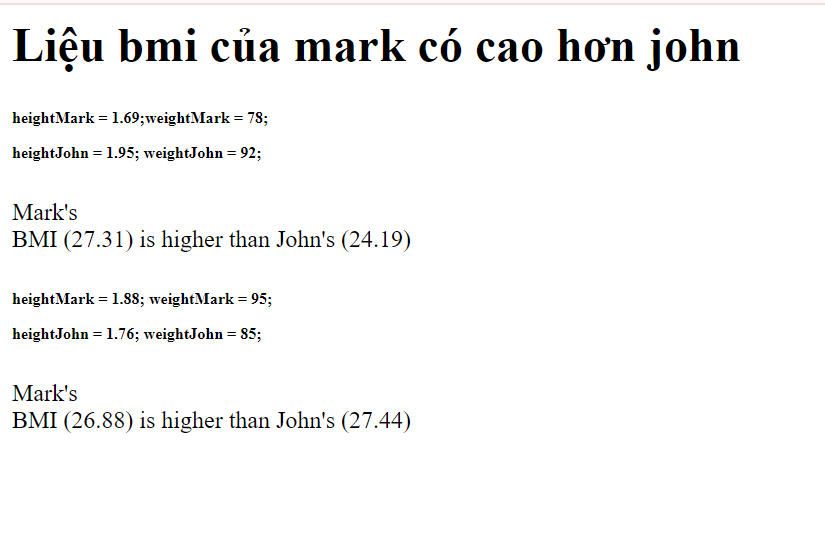 Liệu bmi của mark có cao hơn john
heightMark = 1.69;weightMark = 78;
heightJohn = 1.95; weightJohn = 92;
Mark's
BMI (27.31) is higher than John's (24.19)
heightMark = 1.88; weightMark = 95;
heightJohn = 1.76; weightJohn = 85;
Mark's
BMI (26.88) is higher than John's (27.44)